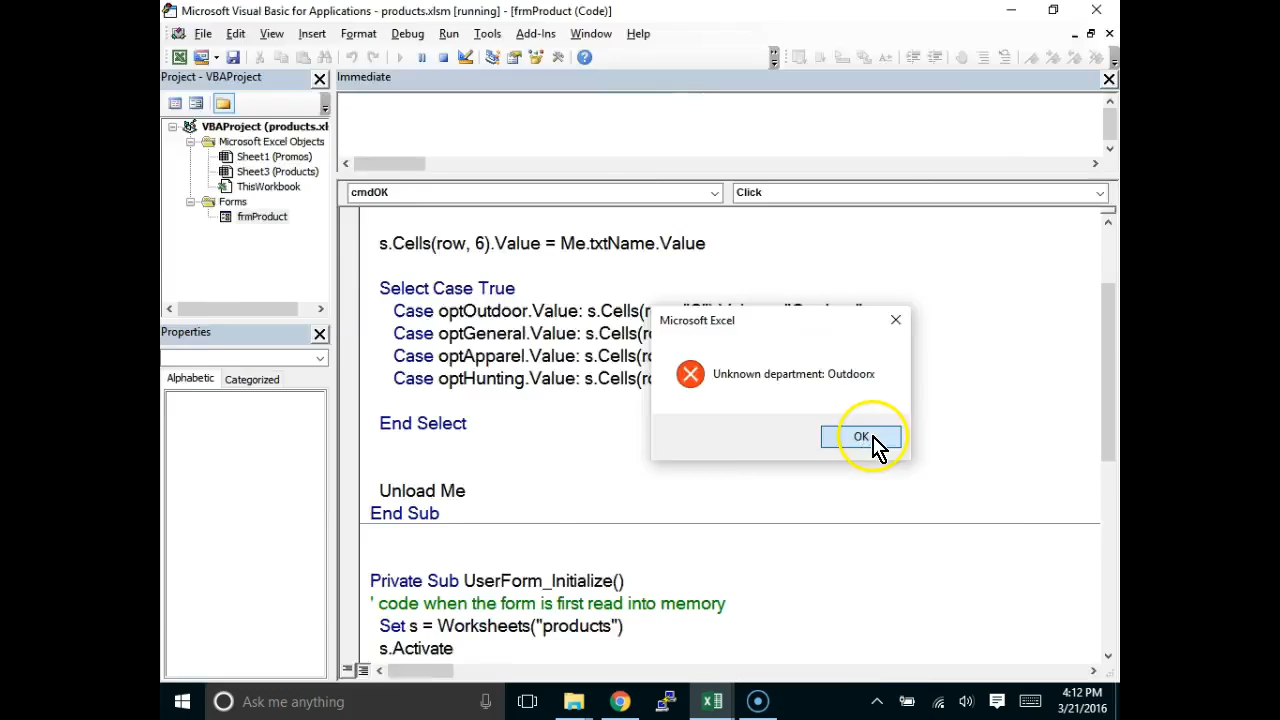 Microsoft Visual Basic for Applications - products.xlsm [running] - [frmProduct (Code)]
File Edit View Insert Format Debug Run Tools Add-Ins Window Help
Project - VBAProject
Immediate
VBAProject (products.xl
Microsoft Excel Objects
Sheet1 (Promos)
Sheet3 (Products)
ThisWorkbook
Forms
frmProduct
cmdOK
Click
s.Cells(row, 6).Value = Me.txtName.Value
Select Case True
Case optOutdoor.Value: s.Cells(
Case optGeneral.Value: s.Cells(ro
Case optApparel.Value: s.Cells(ro
Case optHunting.Value: s.Cells(ro
End Select
Unload Me
End Sub
Private Sub UserForm_Initialize()
' code when the form is first read into memory
Set s = Worksheets("products")
s.Activate
Microsoft Excel
Unknown department: Outdoorx
OK
Properties
Alphabetic Categorized
Ask me anything
4:12 PM
3/21/2016